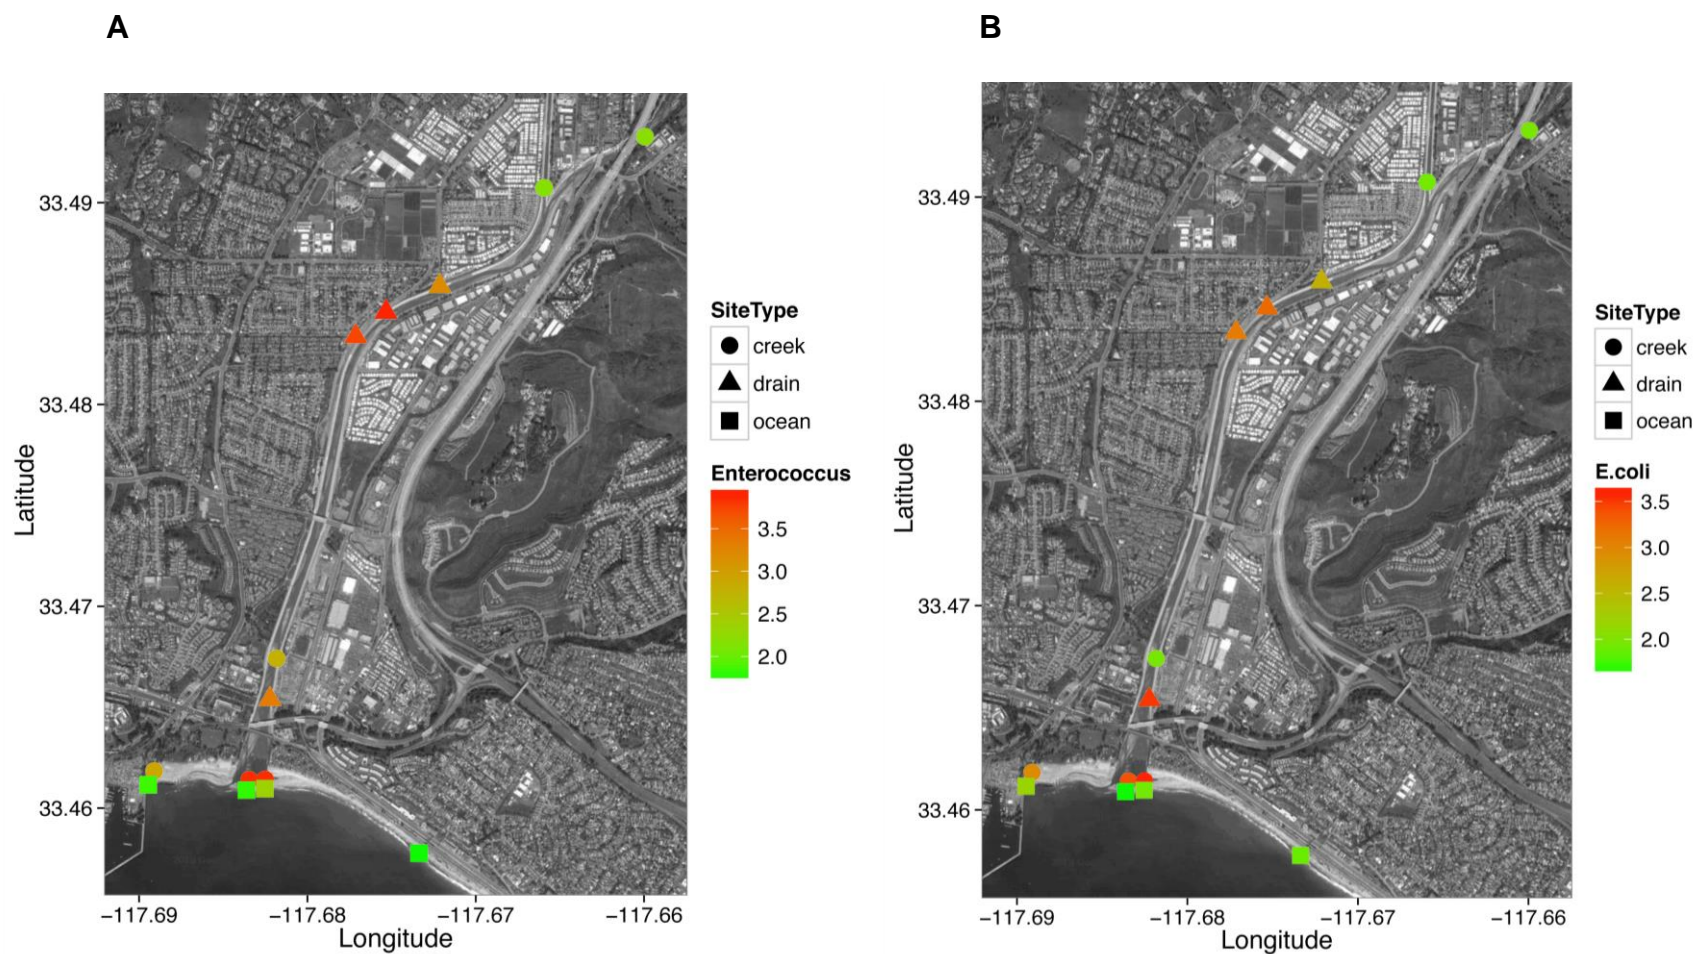 A
B
33.49
33.48
33.47
33.46
Latitude
−117.69
−117.68
−117.67
−117.66
Longitude
SiteType
creek
drain
ocean
Enterococcus
3.5
3.0
2.5
2.0
33.49
33.48
33.47
33.46
Latitude
−117.69
−117.68
−117.67
−117.66
Longitude
SiteType
creek
drain
ocean
E.coli
3.5
3.0
2.5
2.0